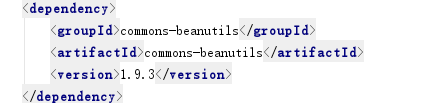 <dependency>
<groupId>commons-beanutils</groupId>
<artifactId>commons-beanutils</artifactId>
<version>1.9.3</version>
</dependency>